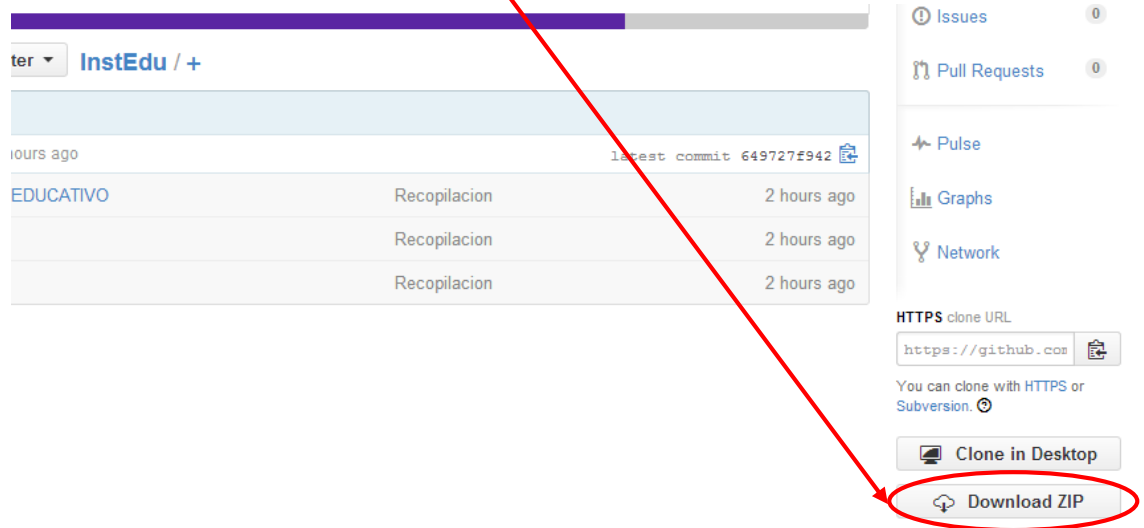 ter InstEdu / +
ours ago latest commit 649727f942
EDUCATIVO Recopilacion 2 hours ago
Recopilacion 2 hours ago
Recopilacion 2 hours ago
Issues 0
Pull Requests 0
Pulse
Graphs
Network
HTTPS clone URL
https://github.com
You can clone with HTTPS or
Subversion.
Clone in Desktop
Download ZIP